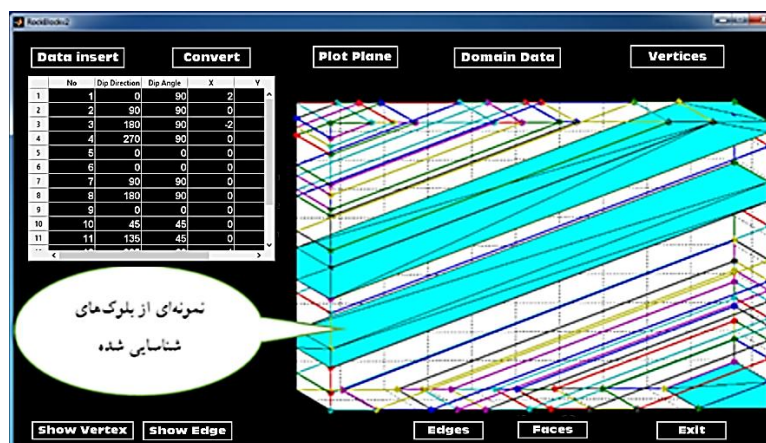 RockBlockv2
Data insert Convert Plot Plane Domain Data Vertices
No Dip Direction Dip Angle X Y
1 1 0 90 2
2 2 90 90 0
3 3 180 90 -2
4 4 270 90 0
5 5 0 0 0
6 6 0 0 0
7 7 90 90 0
8 8 180 90 0
9 9 0 0 0
10 10 45 45 0
11 11 135 45 0
نمونه‌ای از بلوک‌های
شناسایی شده
Show Vertex Show Edge Edges Faces Exit